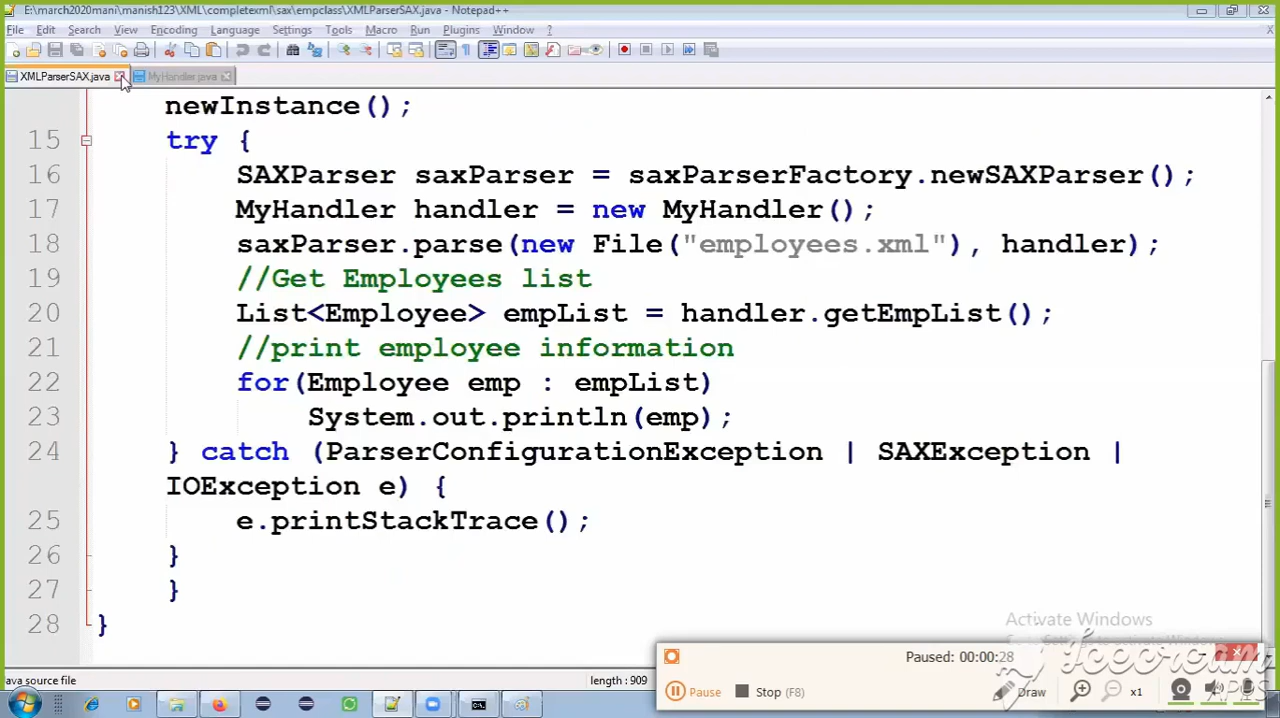 E:\march2020mani\manish123\XML\completexml\sax\empclass\XMLParserSAX.java - Notepad++
File Edit Search View Encoding Language Settings Tools Macro Run Plugins Window ?
XMLParserSAX.java MyHandler.java
newInstance();
15 try {
16 SAXParser saxParser = saxParserFactory.newSAXParser();
17 MyHandler handler = new MyHandler();
18 saxParser.parse(new File("employees.xml"), handler);
19 //Get Employees list
20 List<Employee> empList = handler.getEmpList();
21 //print employee information
22 for(Employee emp : empList)
23 System.out.println(emp);
24 } catch (ParserConfigurationException | SAXException |
IOException e) {
25 e.printStackTrace();
26 }
27 }
28 }
Activate Windows
Paused: 00:00:28
Icecream
APPS
Pause Stop (F8) Draw x1
Java source file length : 909